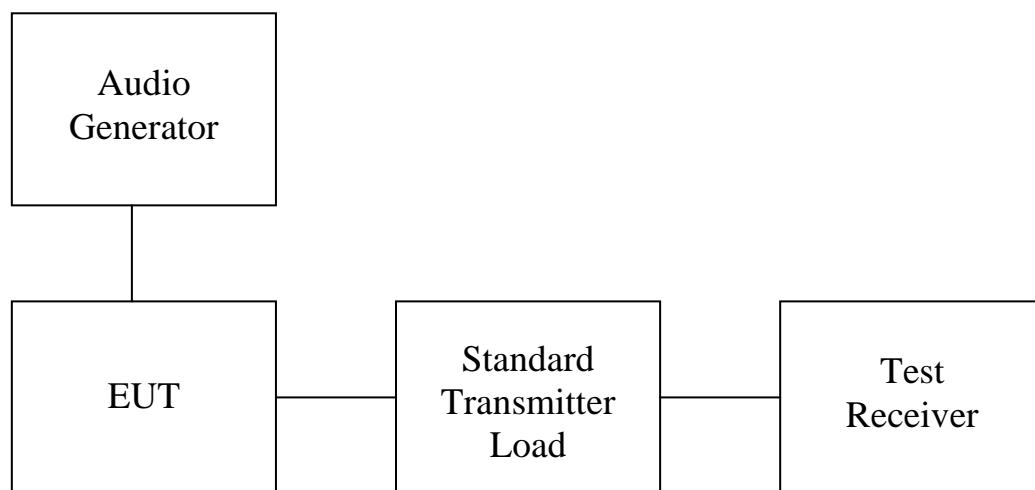 Audio
Generator
EUT
Standard
Transmitter
Load
Test
Receiver